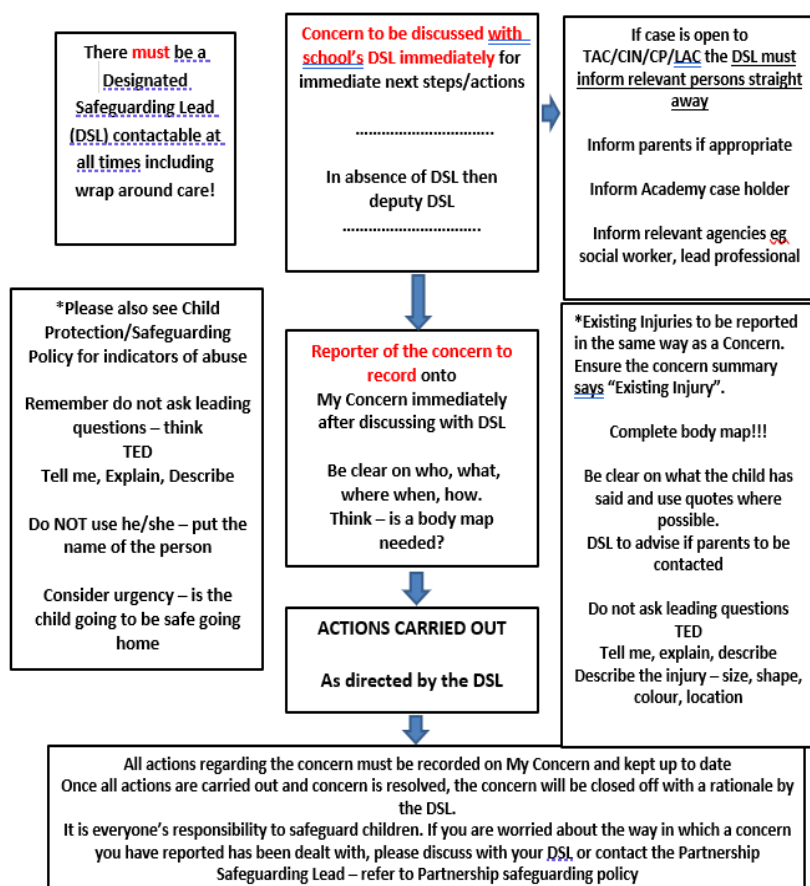 There must be a
Designated
Safeguarding Lead
(DSL) contactable at
all times including
wrap around care!
Concern to be discussed with
school's DSL immediately for
immediate next steps/actions
................................
In absence of DSL then
deputy DSL
................................
If case is open to
TAC/CIN/CP/LAC the DSL must
inform relevant persons straight
away
Inform parents if appropriate
Inform Academy case holder
Inform relevant agencies eg
social worker, lead professional
*Please also see Child
Protection/Safeguarding
Policy for indicators of abuse
Remember do not ask leading
questions – think
TED
Tell me, Explain, Describe
Do NOT use he/she – put the
name of the person
Consider urgency – is the
child going to be safe going
home
Reporter of the concern to
record onto
My Concern immediately
after discussing with DSL
Be clear on who, what,
where when, how.
Think – is a body map
needed?
*Existing Injuries to be reported
in the same way as a Concern.
Ensure the concern summary
says “Existing Injury”.
Complete body map!!!
Be clear on what the child has
said and use quotes where
possible.
DSL to advise if parents to be
contacted
Do not ask leading questions
TED
Tell me, explain, describe
Describe the injury – size, shape,
colour, location
ACTIONS CARRIED OUT
As directed by the DSL
All actions regarding the concern must be recorded on My Concern and kept up to date
Once all actions are carried out and concern is resolved, the concern will be closed off with a rationale by
the DSL.
It is everyone's responsibility to safeguard children. If you are worried about the way in which a concern
you have reported has been dealt with, please discuss with your DSL or contact the Partnership
Safeguarding Lead – refer to Partnership safeguarding policy